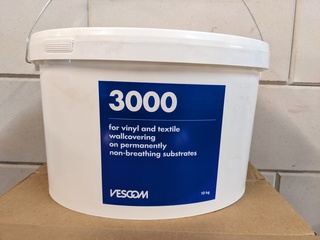 3000
for vinyl and textile
wallcovering
on permanently
non-breathing substrates
VESCOM
10 kg